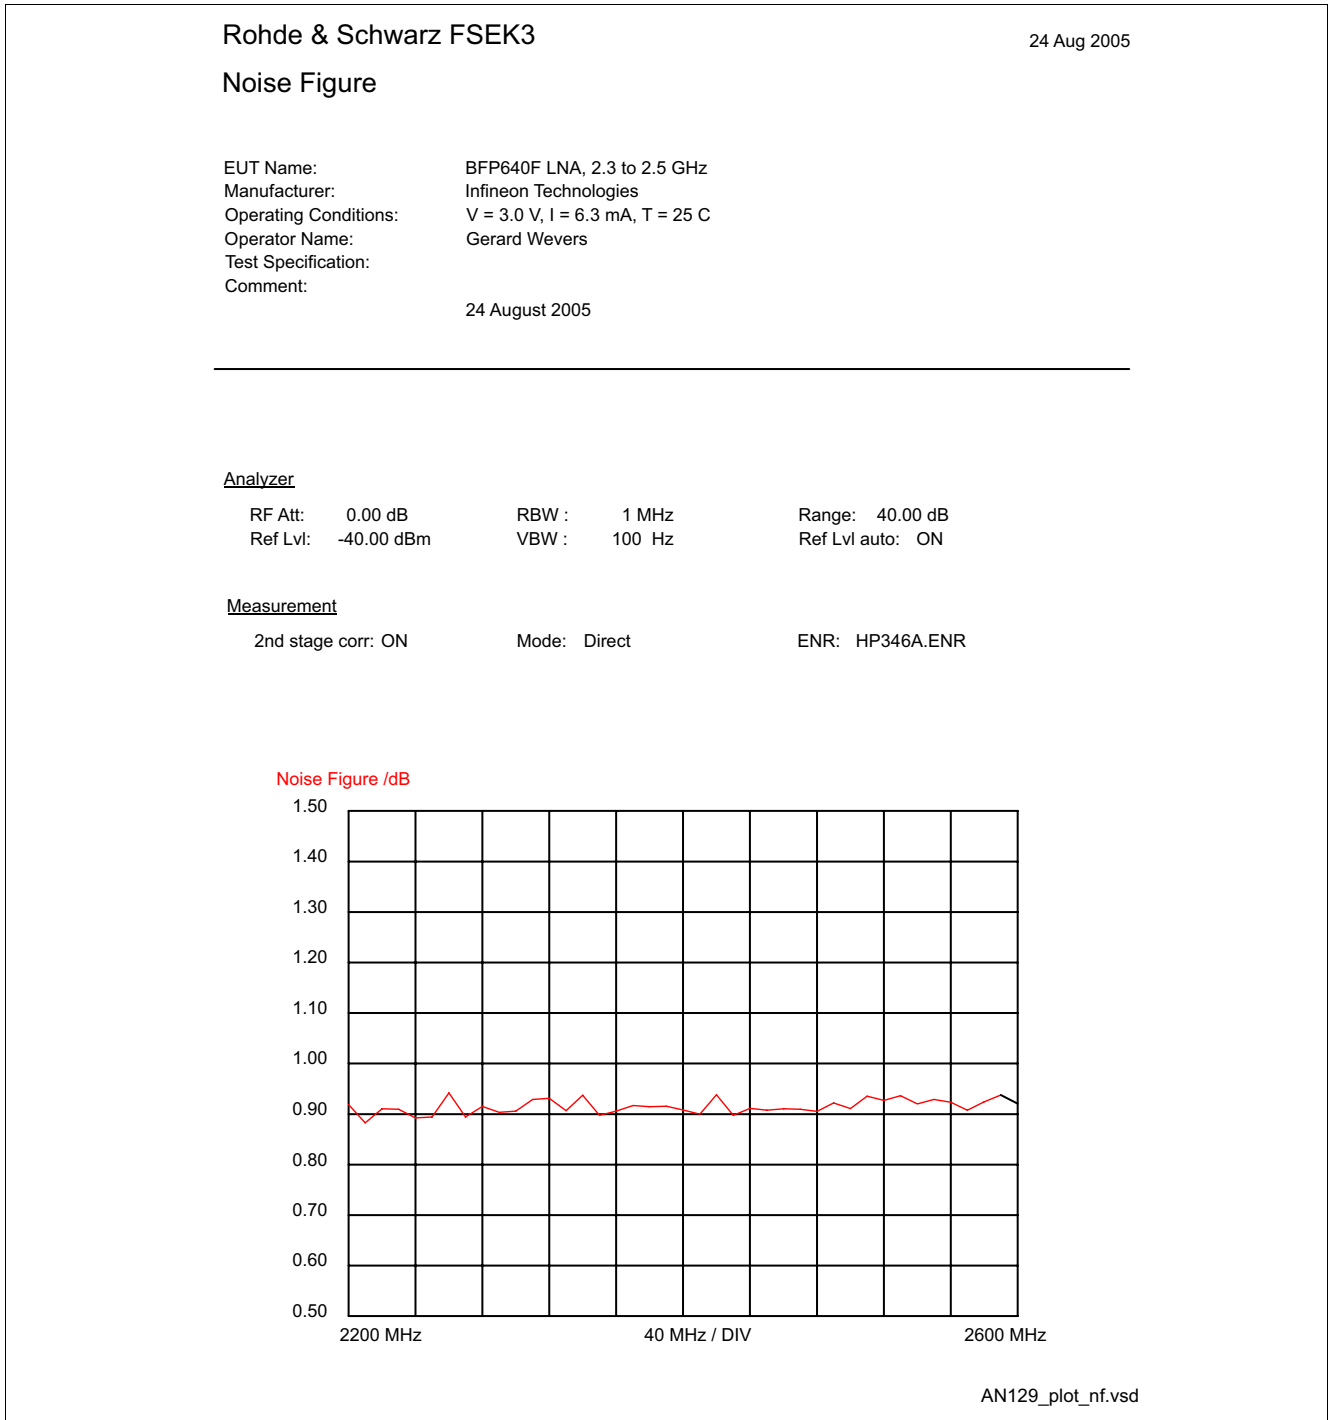 Rohde & Schwarz FSEK3 24 Aug 2005
Noise Figure
EUT Name: BFP640F LNA, 2.3 to 2.5 GHz
Manufacturer: Infineon Technologies
Operating Conditions: V = 3.0 V, I = 6.3 mA, T = 25 C
Operator Name: Gerard Wevers
Test Specification:
Comment:
24 August 2005
Analyzer
RF Att: 0.00 dB RBW : 1 MHz Range: 40.00 dB
Ref Lvl: -40.00 dBm VBW : 100 Hz Ref Lvl auto: ON
Measurement
2nd stage corr: ON Mode: Direct ENR: HP346A.ENR
Noise Figure /dB
1.50
1.40
1.30
1.20
1.10
1.00
0.90
0.80
0.70
0.60
0.50
2200 MHz 40 MHz / DIV 2600 MHz
AN129_plot_nf.vsd